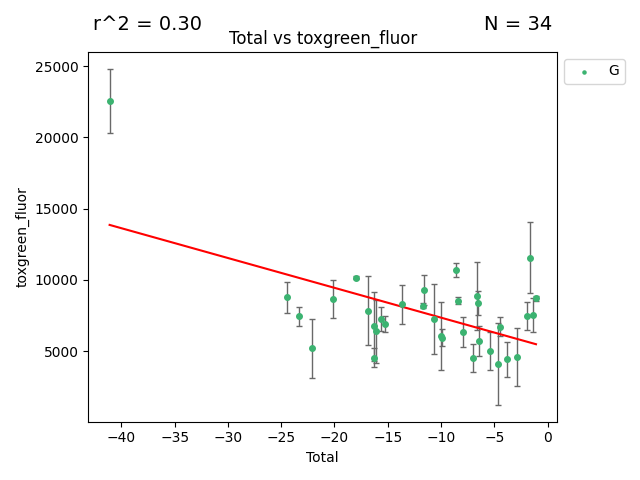 r^2 = 0.30
N = 34
Total vs toxgreen_fluor
25000
20000
15000
10000
5000
toxgreen_fluor
G
−40
−35
−30
−25
−20
−15
−10
−5
0
Total